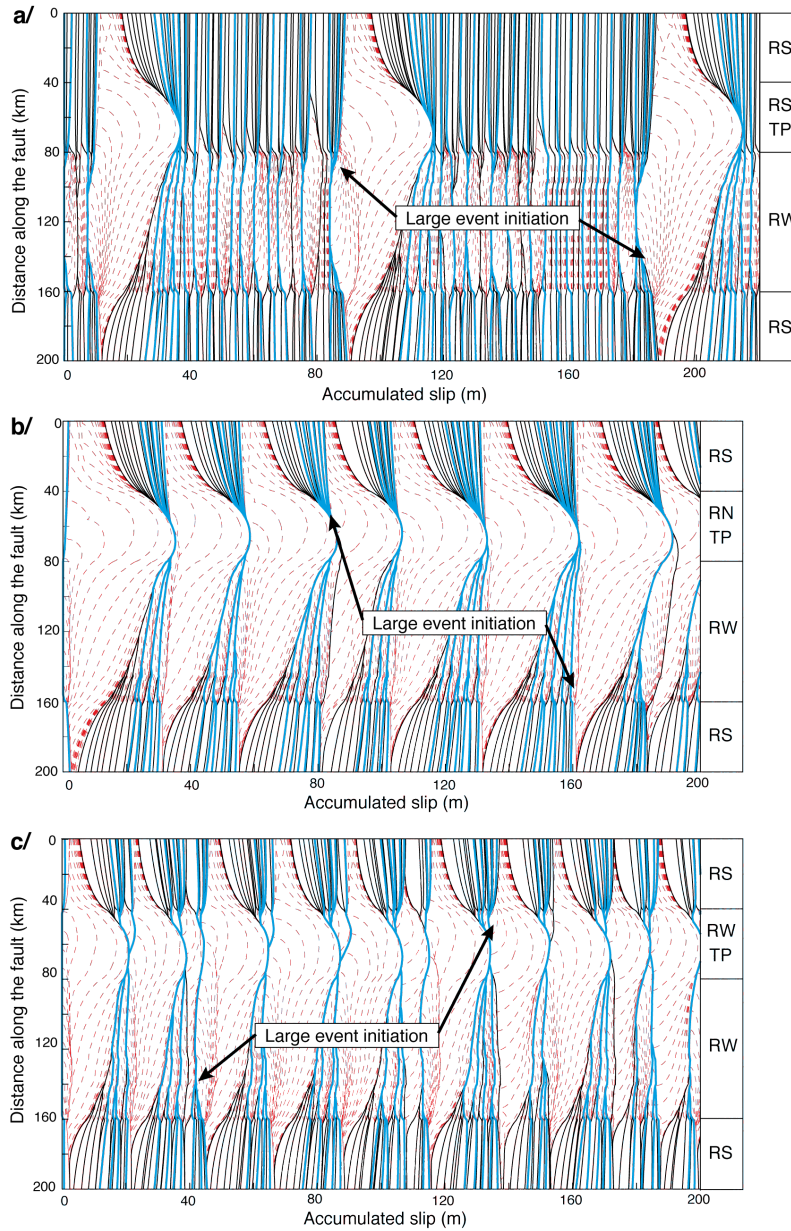 a/
0
40
80
120
160
200
Distance along the fault (km)
RS
RS
TP
RW
RS
Large event initiation
0
40
80
120
160
200
Accumulated slip (m)
b/
0
40
80
120
160
200
Distance along the fault (km)
RS
RN
TP
RW
RS
Large event initiation
0
40
80
120
160
200
Accumulated slip (m)
c/
0
40
80
120
160
200
Distance along the fault (km)
RS
RW
TP
RW
RS
Large event initiation
0
40
80
120
160
200
Accumulated slip (m)